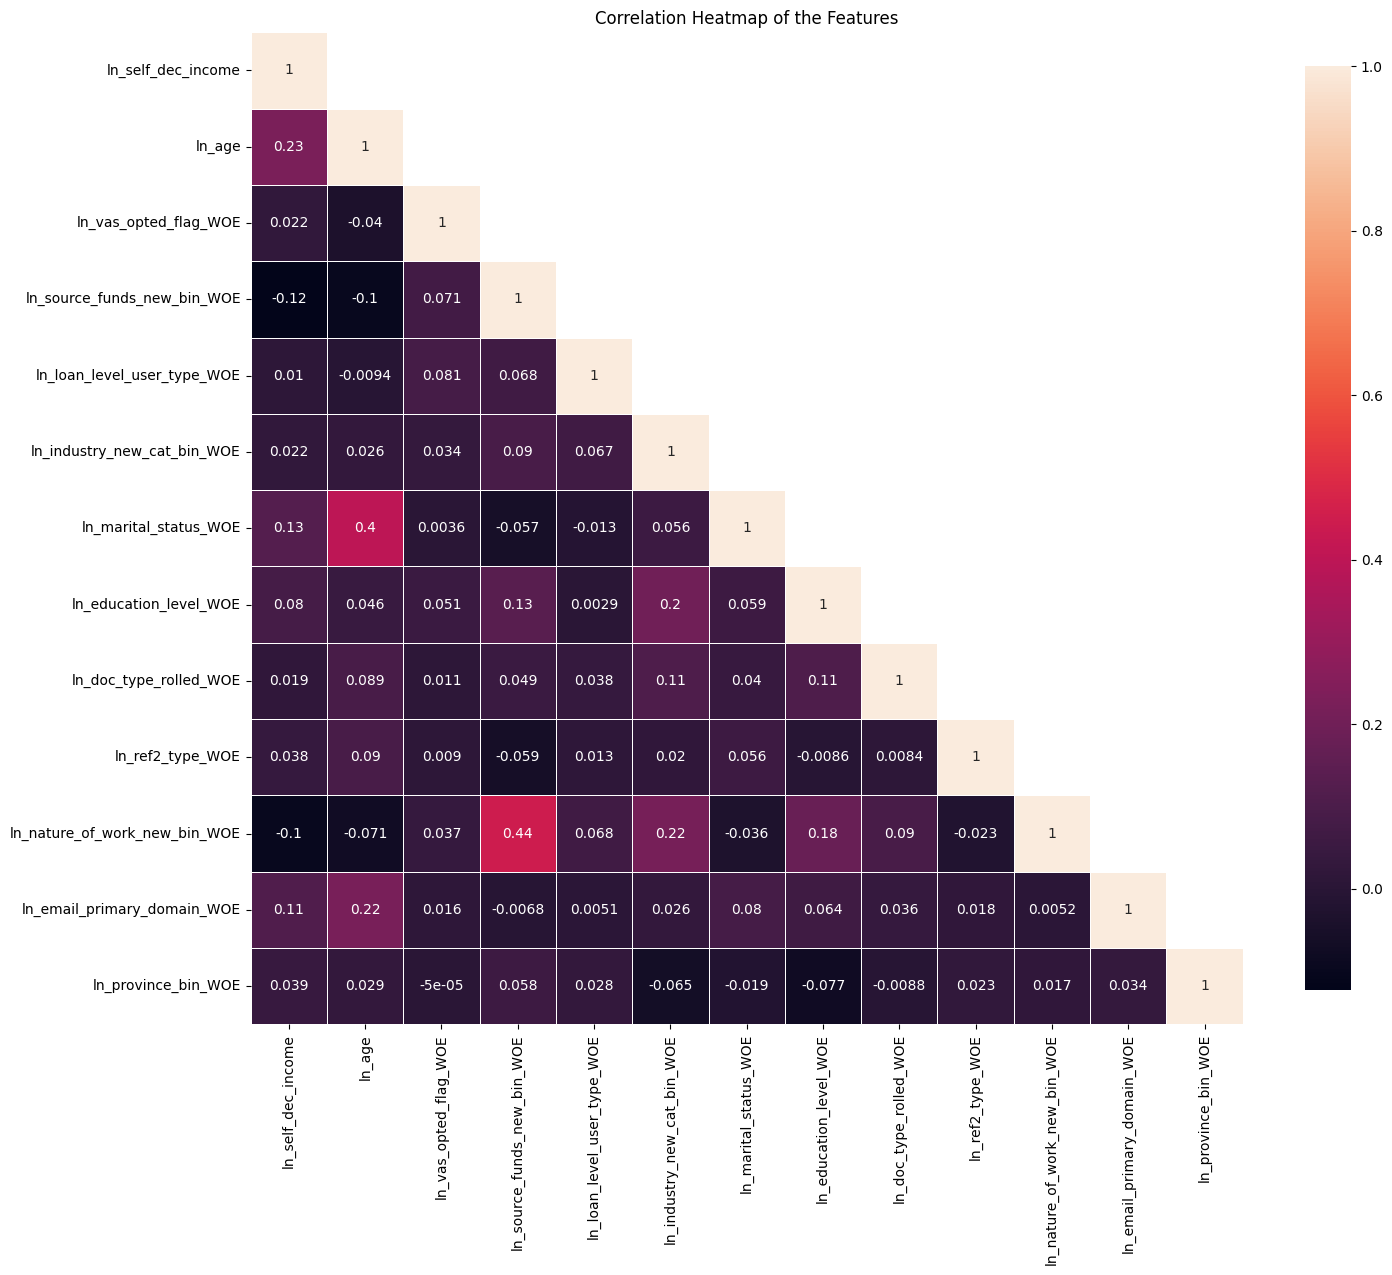 Correlation Heatmap of the Features
ln_self_dec_income 1
ln_age 0.23 1
ln_vas_opted_flag_WOE 0.022 -0.04 1
ln_source_funds_new_bin_WOE -0.12 -0.1 0.071 1
ln_loan_level_user_type_WOE 0.01 -0.0094 0.081 0.068 1
ln_industry_new_cat_bin_WOE 0.022 0.026 0.034 0.09 0.067 1
ln_marital_status_WOE 0.13 0.4 0.0036 -0.057 -0.013 0.056 1
ln_education_level_WOE 0.08 0.046 0.051 0.13 0.0029 0.2 0.059 1
ln_doc_type_rolled_WOE 0.019 0.089 0.011 0.049 0.038 0.11 0.04 0.11 1
ln_ref2_type_WOE 0.038 0.09 0.009 -0.059 0.013 0.02 0.056 -0.0086 0.0084 1
ln_nature_of_work_new_bin_WOE -0.1 -0.071 0.037 0.44 0.068 0.22 -0.036 0.18 0.09 -0.023 1
ln_email_primary_domain_WOE 0.11 0.22 0.016 -0.0068 0.0051 0.026 0.08 0.064 0.036 0.018 0.0052 1
ln_province_bin_WOE 0.039 0.029 -5e-05 0.058 0.028 -0.065 -0.019 -0.077 -0.0088 0.023 0.017 0.034 1
ln_self_dec_income
ln_age
ln_vas_opted_flag_WOE
ln_source_funds_new_bin_WOE
ln_loan_level_user_type_WOE
ln_industry_new_cat_bin_WOE
ln_marital_status_WOE
ln_education_level_WOE
ln_doc_type_rolled_WOE
ln_ref2_type_WOE
ln_nature_of_work_new_bin_WOE
ln_email_primary_domain_WOE
ln_province_bin_WOE
1.0
0.8
0.6
0.4
0.2
0.0